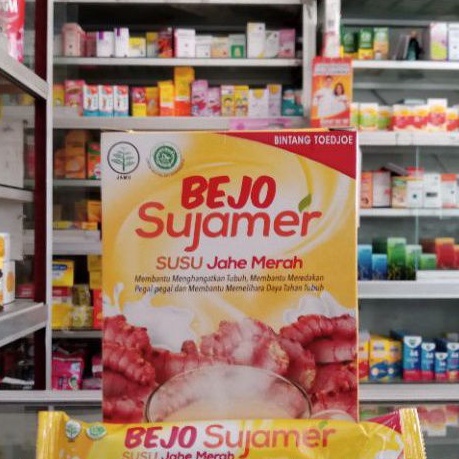 BINTANG TOEDJOE
JAMU
BEJO
Sujamer
SUSU Jahe Merah
Membantu Menghangatkan Tubuh, Membantu Meredakan
Pegal-pegal dan Membantu Memelihara Daya Tahan Tubuh
BEJO Sujamer
SUSU Jahe Merah